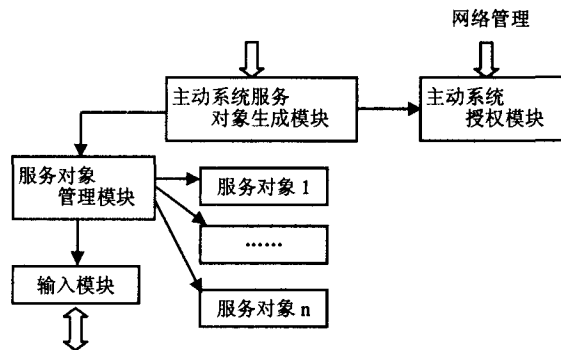 网络管理
主动系统服务
对象生成模块
主动系统
授权模块
服务对象
管理模块
服务对象 1
……
输入模块
服务对象 n